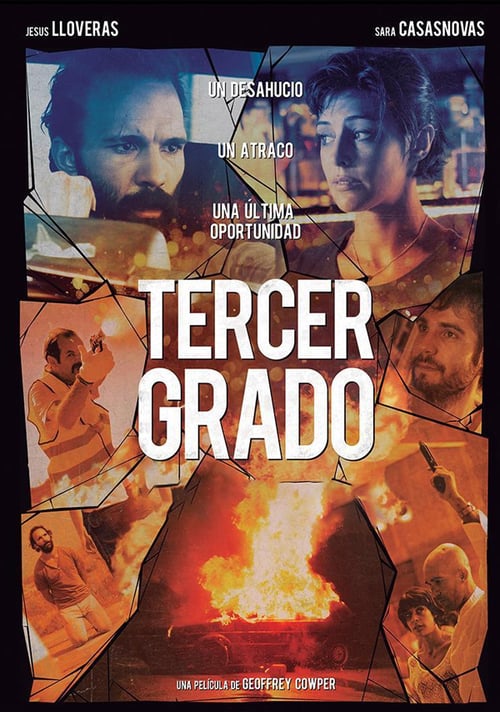 JESUS LLOVERAS
SARA CASASNOVAS
UN DESAHUCIO
UN ATRACO
UNA ÚLTIMA
OPORTUNIDAD
TERCER
GRADO
UNA PELÍCULA DE GEOFFREY COWPER